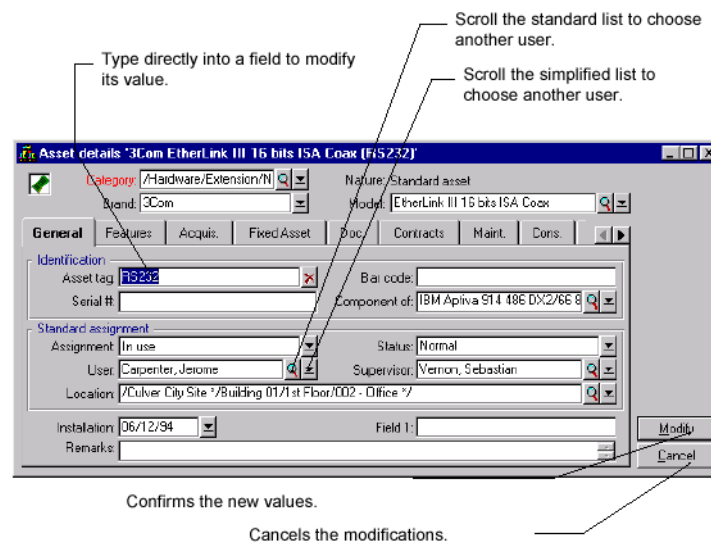 Scroll the standard list to choose
another user.
Type directly into a field to modify
its value.
Scroll the simplified list to
choose another user.
Asset details '3Com EtherLink III 16 bits ISA Coax (RS232)'
Category: /Hardware/Extension/N Nature: Standard asset
Brand: 3Com Model: EtherLink III 16 bits ISA Coax
General Features Acquis. Fixed Asset Doc. Contracts Maint. Cons.
Identification
Asset tag: RS232 Bar code:
Serial #: Component of: IBM Aptiva 914 486 DX2/66 8
Standard assignment
Assignment: In use Status: Normal
User: Carpenter, Jerome Supervisor: Vernon, Sebastian
Location: /Culver City Site */Building 01/1st Floor/002 - Office */
Installation: 06/12/94 Field 1: Modify
Remarks: Cancel
Confirms the new values.
Cancels the modifications.